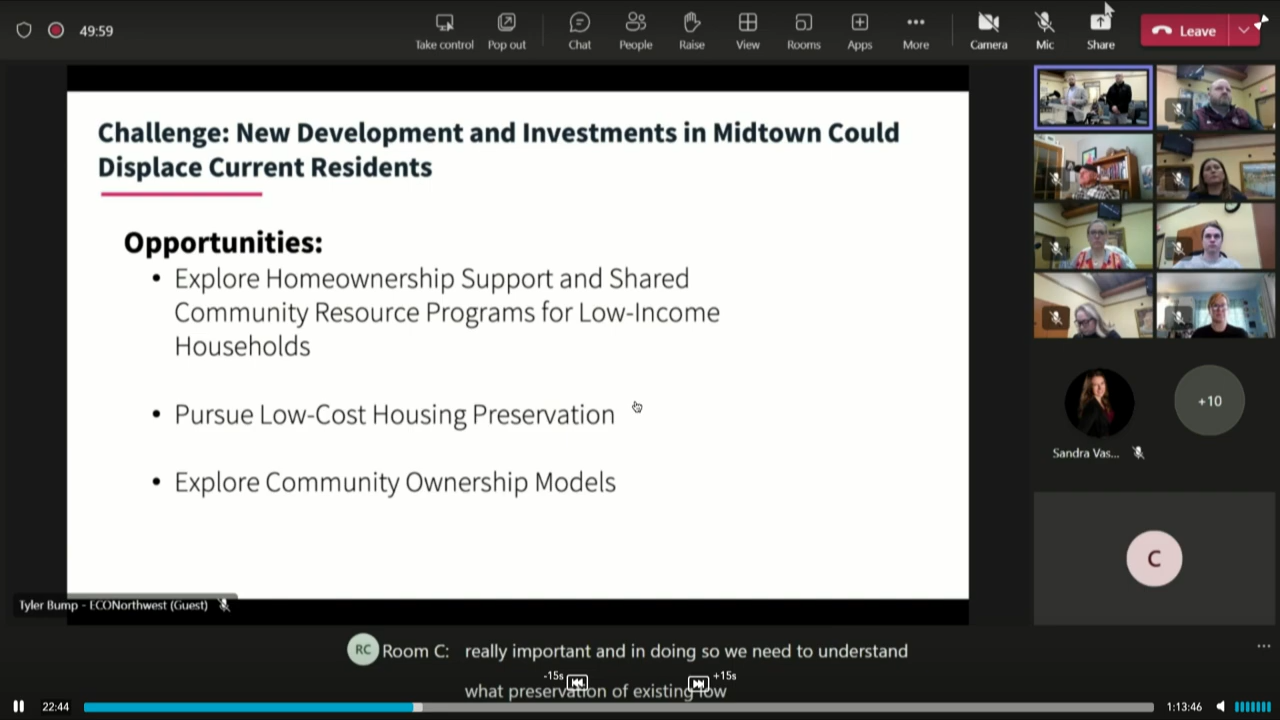 49:59
Take control
Pop out
Chat
People
Raise
View
Rooms
Apps
More
Camera
Mic
Share
Leave
Challenge: New Development and Investments in Midtown Could
Displace Current Residents
Opportunities:
• Explore Homeownership Support and Shared
Community Resource Programs for Low-Income
Households
• Pursue Low-Cost Housing Preservation
• Explore Community Ownership Models
+10
Sandra Vas...
C
Tyler Bump - ECONorthwest (Guest)
RC Room C: really important and in doing so we need to understand
what preservation of existing low
-15s
+15s
22:44
1:13:46